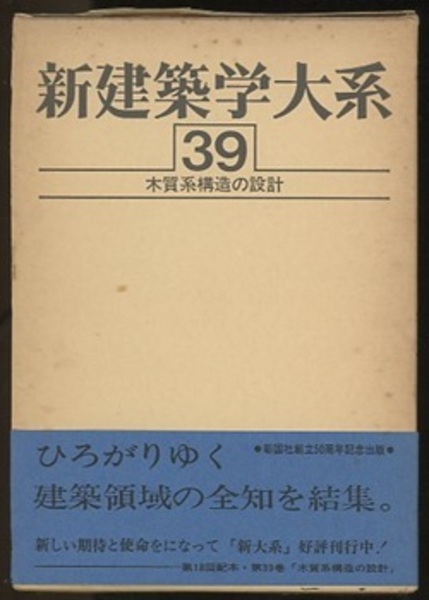 新建築学大系
39
木質系構造の設計
ひろがりゆく
●彰国社創立50周年記念出版●
建築領域の全知を結集。
新しい期待と使命をになって「新大系」好評刊行中!
第18回配本・第39巻「木質系構造の設計」